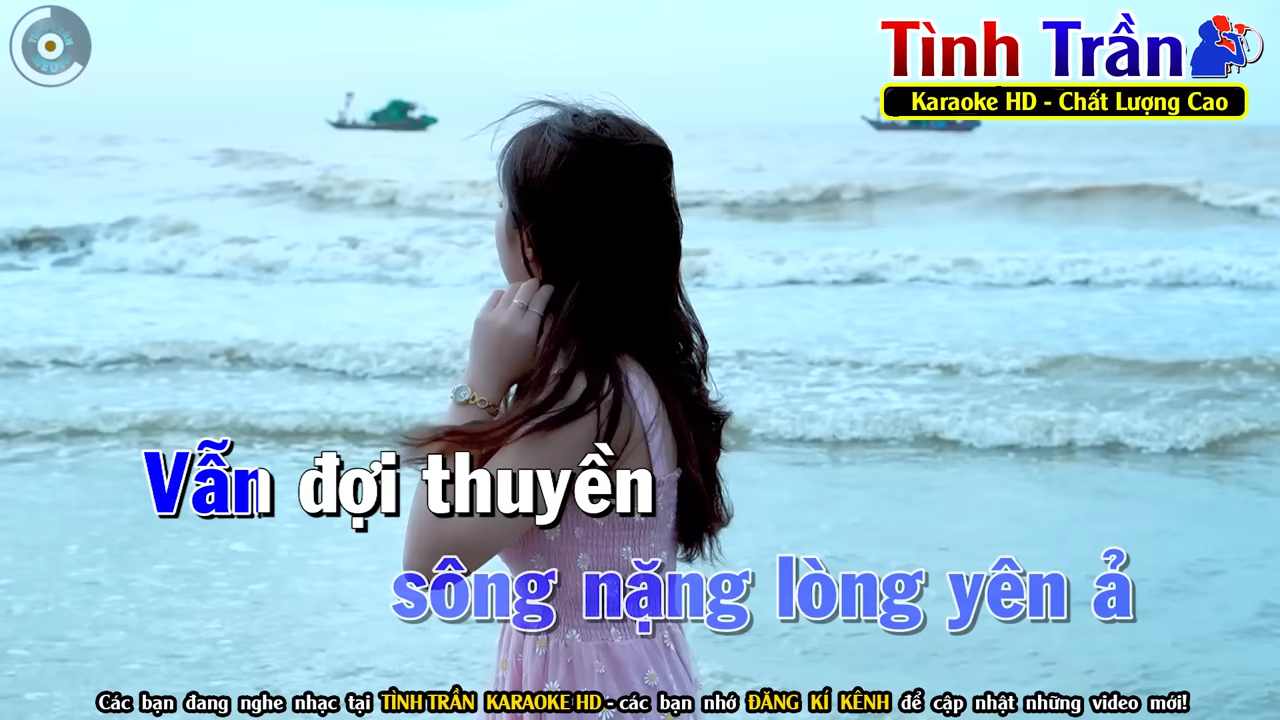 Tình Trần
Karaoke HD - Chất Lượng Cao
Vẫn đợi thuyền
sông nặng lòng yên ả
Các bạn đang nghe nhạc tại TÌNH TRẦN KARAOKE HD - các bạn nhớ ĐĂNG KÍ KÊNH để cập nhật những video mới!